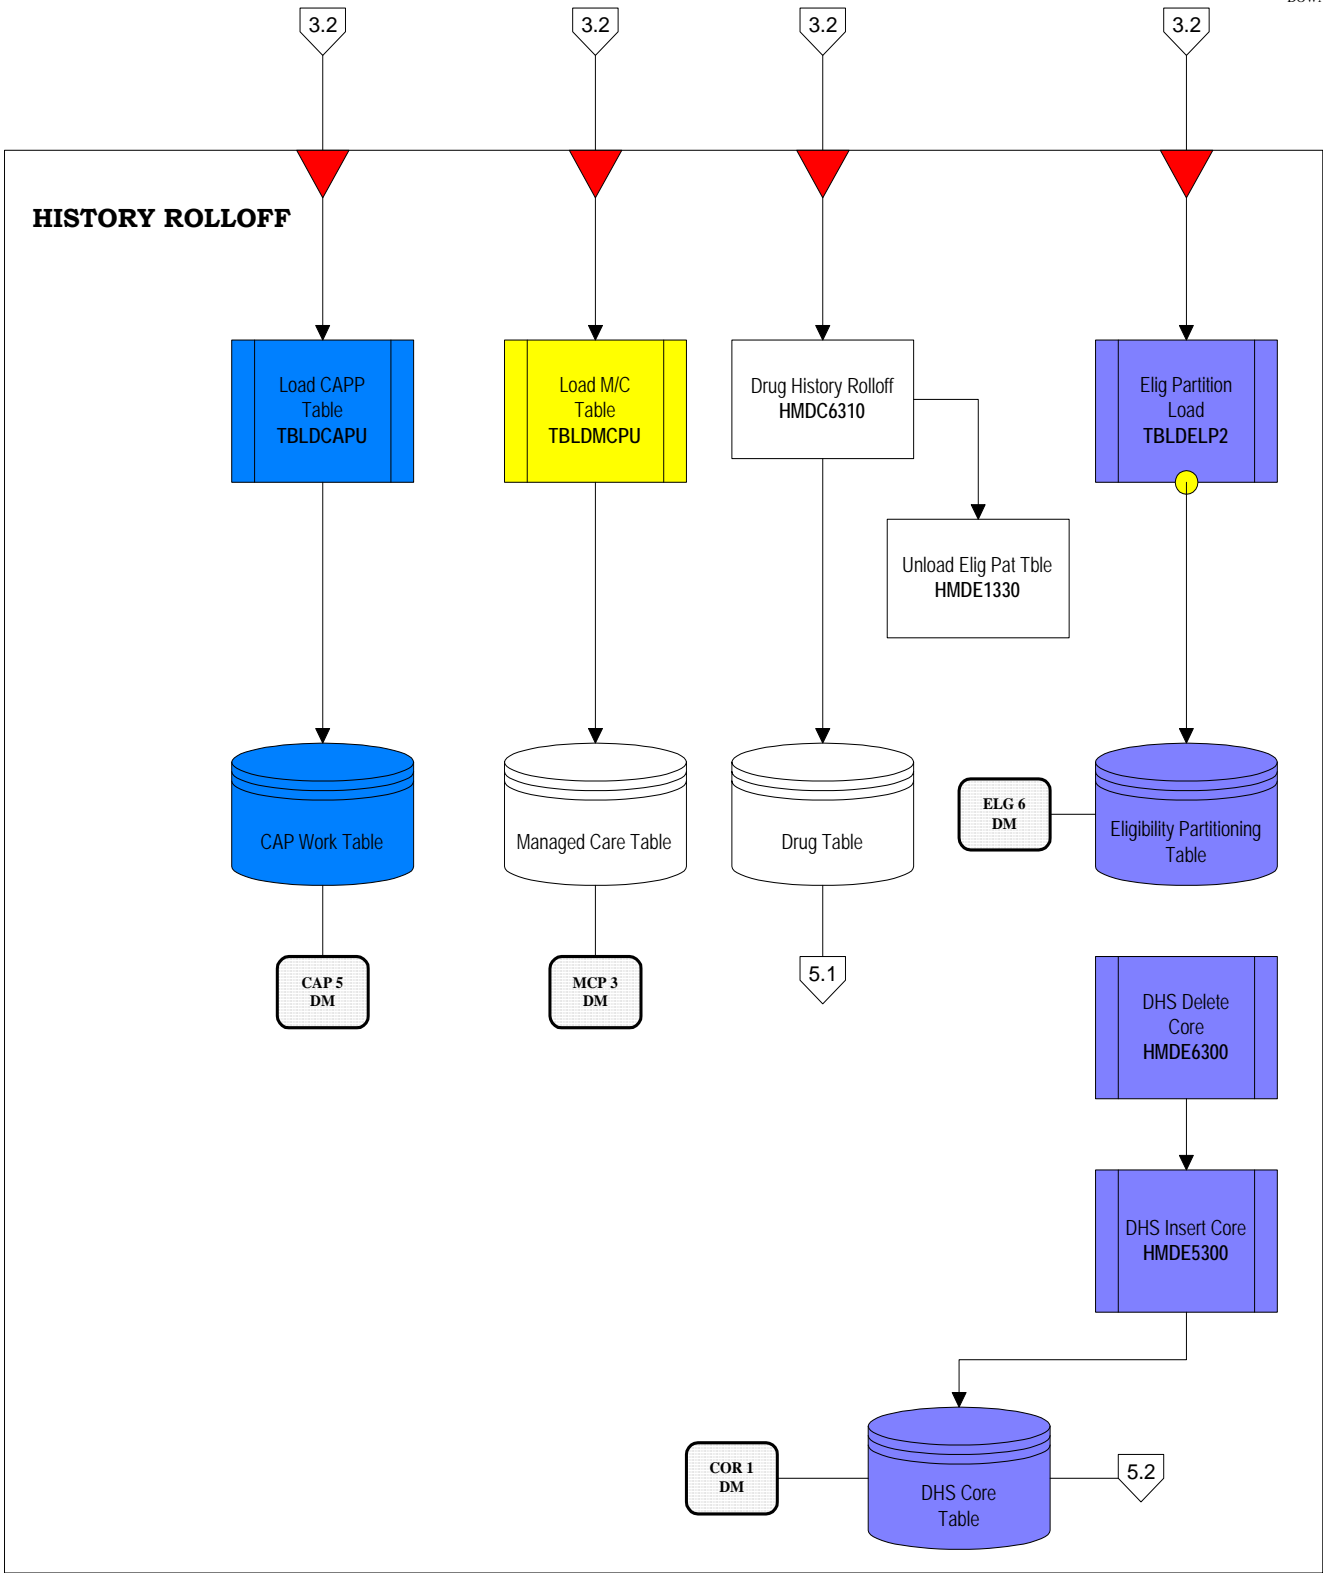 3.2
3.2
3.2
3.2
HISTORY ROLLOFF
Load CAPP
Table
TBLDCAPU
Load M/C
Table
TBLDMCPU
Drug History Rolloff
HMDC6310
Elig Partition
Load
TBLDELP2
Unload Elig Pat Tble
HMDE1330
CAP Work Table
Managed Care Table
Drug Table
ELG 6
DM
Eligibility Partitioning
Table
CAP 5
DM
MCP 3
DM
5.1
DHS Delete
Core
HMDE6300
DHS Insert Core
HMDE5300
COR 1
DM
DHS Core
Table
5.2